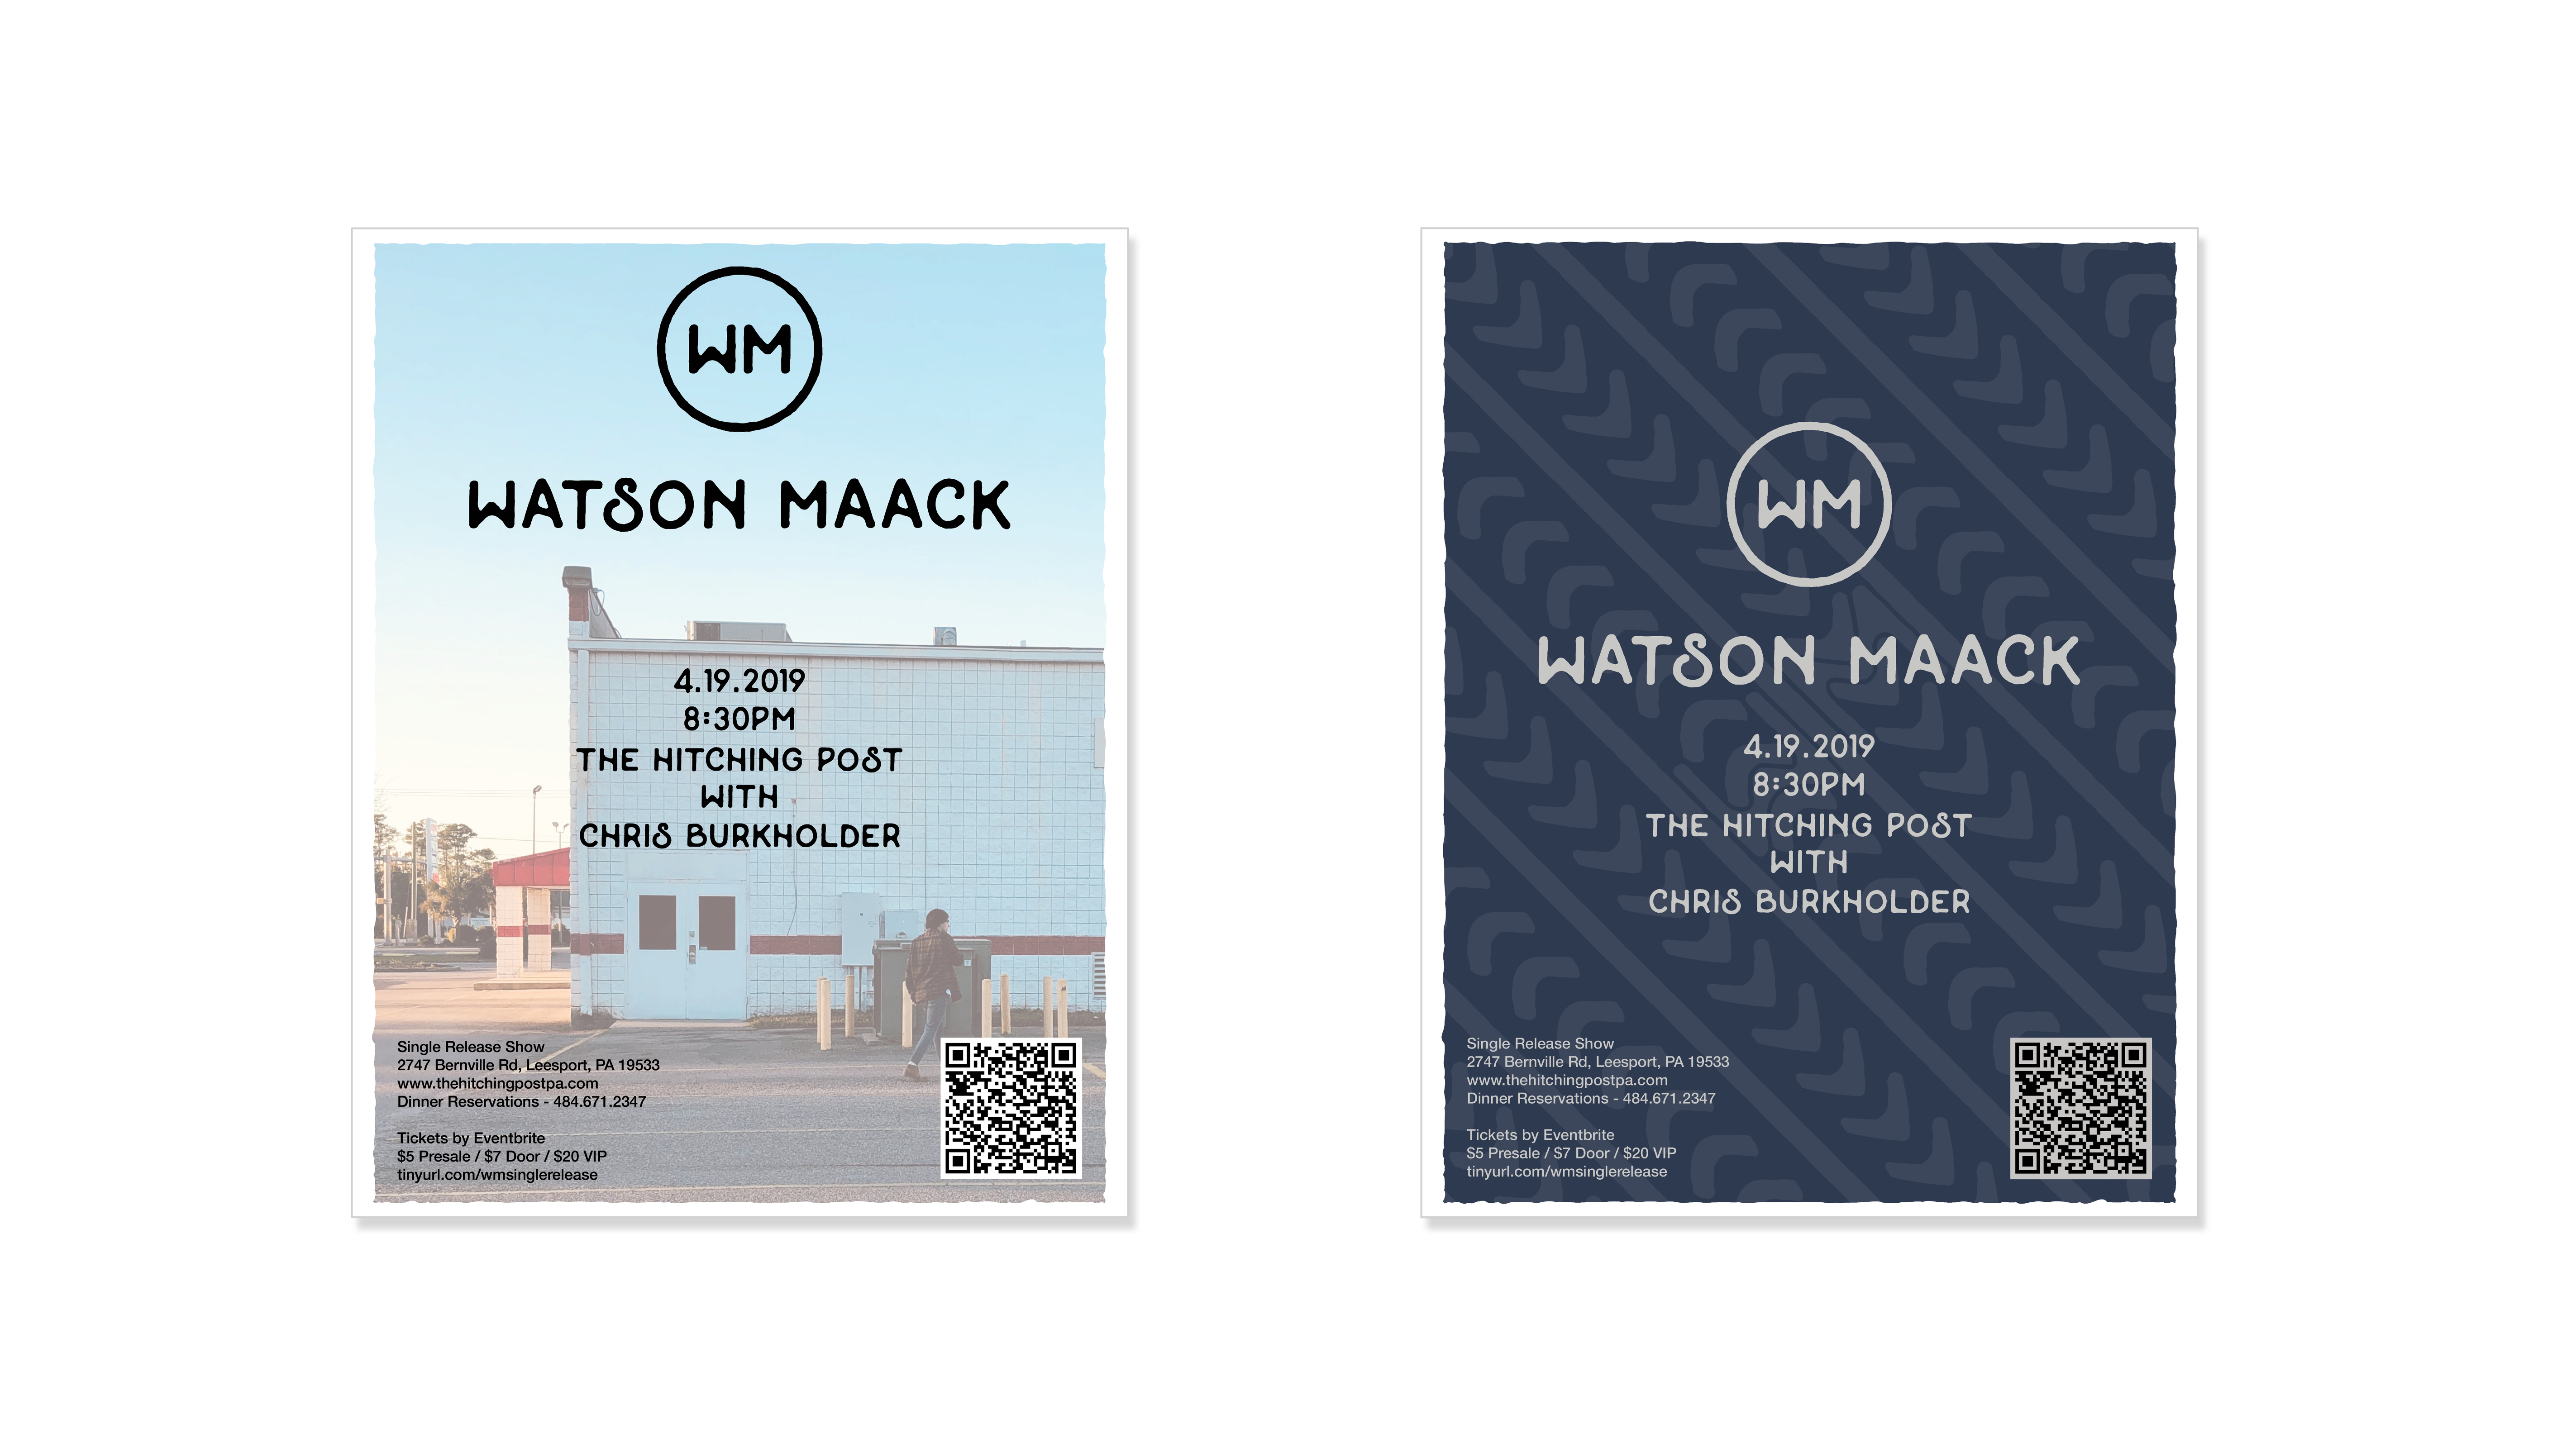 WM
WATSON MAACK
4.19.2019
8:30PM
THE HITCHING POST
WITH
CHRIS BURKHOLDER
Single Release Show
2747 Bernville Rd, Leesport, PA 19533
www.thehitchingpostpa.com
Dinner Reservations - 484.671.2347
Tickets by Eventbrite
$5 Presale / $7 Door / $20 VIP
tinyurl.com/wmsinglerelease
WM
WATSON MAACK
4.19.2019
8:30PM
THE HITCHING POST
WITH
CHRIS BURKHOLDER
Single Release Show
2747 Bernville Rd, Leesport, PA 19533
www.thehitchingpostpa.com
Dinner Reservations - 484.671.2347
Tickets by Eventbrite
$5 Presale / $7 Door / $20 VIP
tinyurl.com/wmsinglerelease